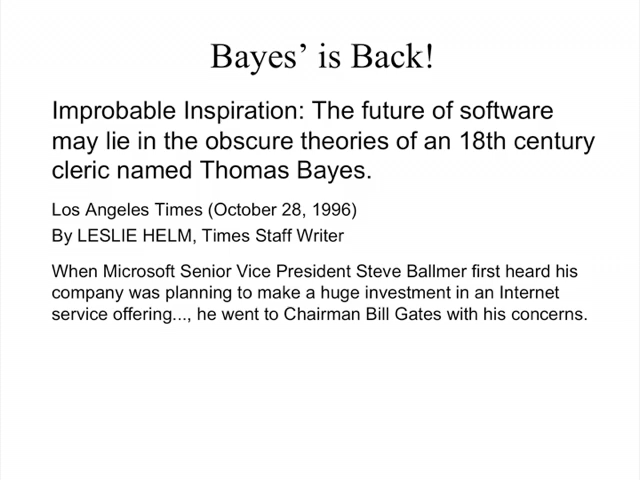 Bayes’ is Back!
Improbable Inspiration: The future of software
may lie in the obscure theories of an 18th century
cleric named Thomas Bayes.
Los Angeles Times (October 28, 1996)
By LESLIE HELM, Times Staff Writer
When Microsoft Senior Vice President Steve Ballmer first heard his
company was planning to make a huge investment in an Internet
service offering..., he went to Chairman Bill Gates with his concerns.